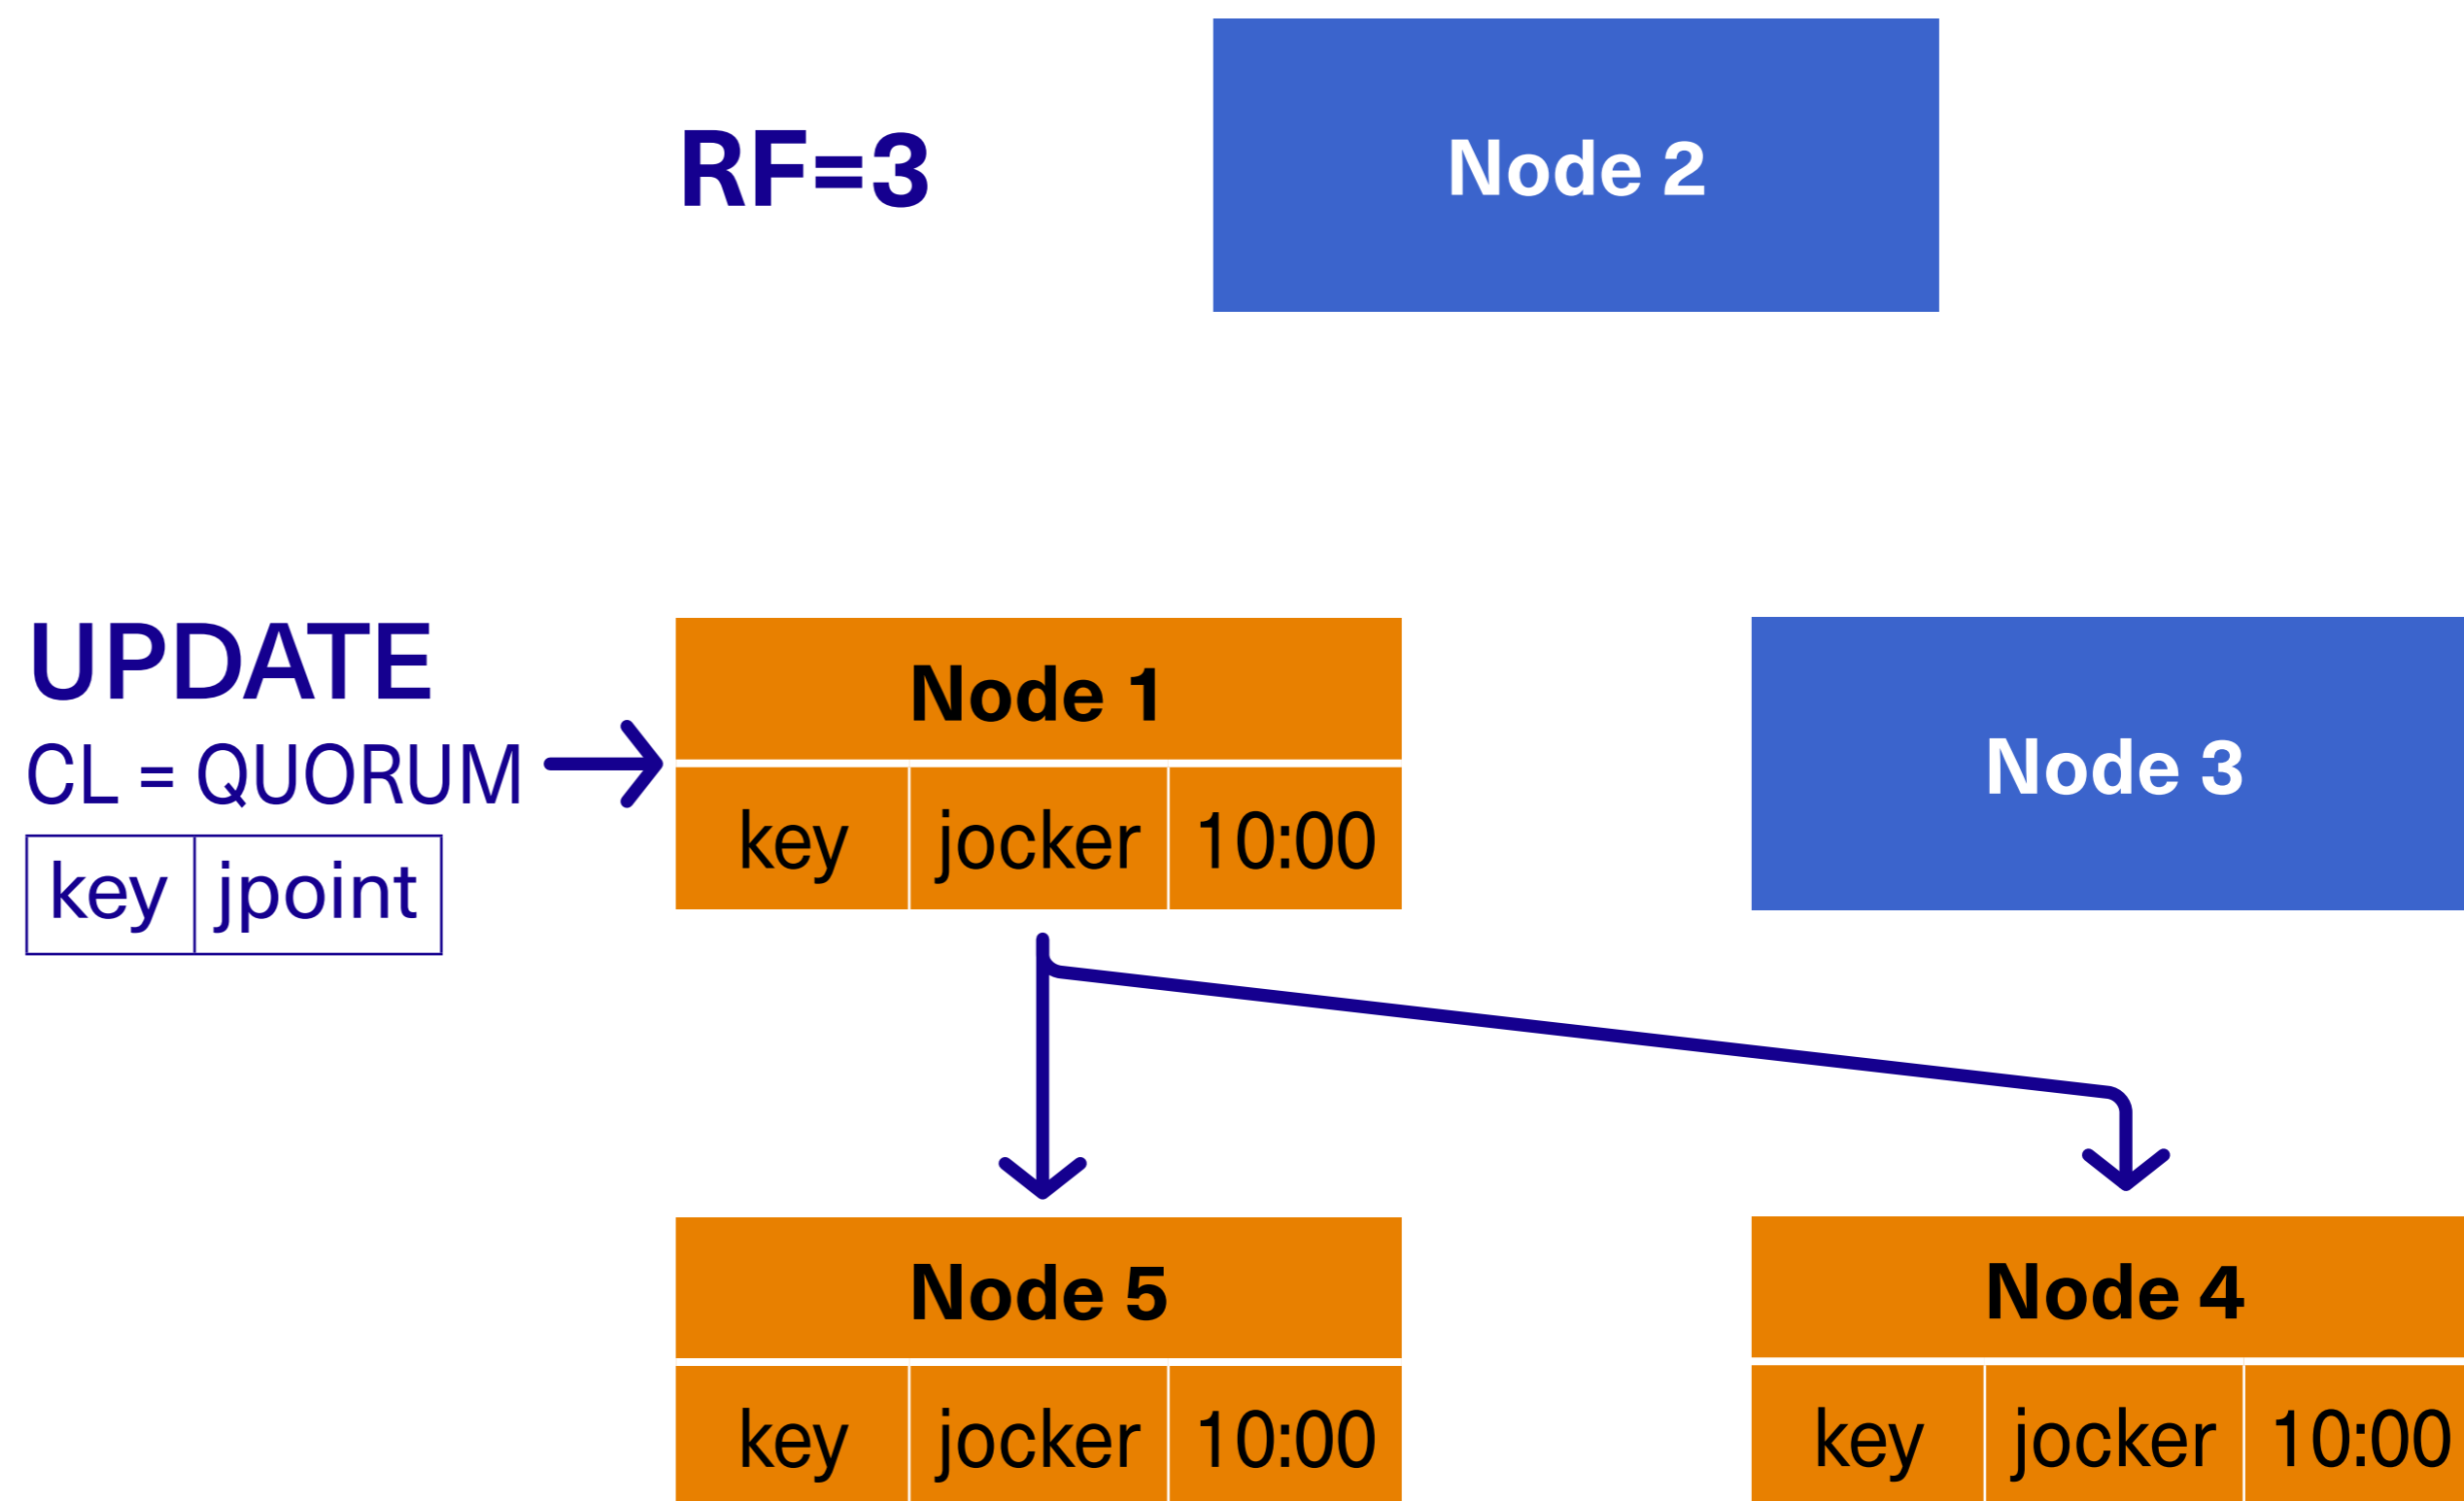 RF=3
Node 2
UPDATE
CL = QUORUM
key jpoint
Node 1
key jocker 10:00
Node 3
Node 5
key jocker 10:00
Node 4
key jocker 10:00